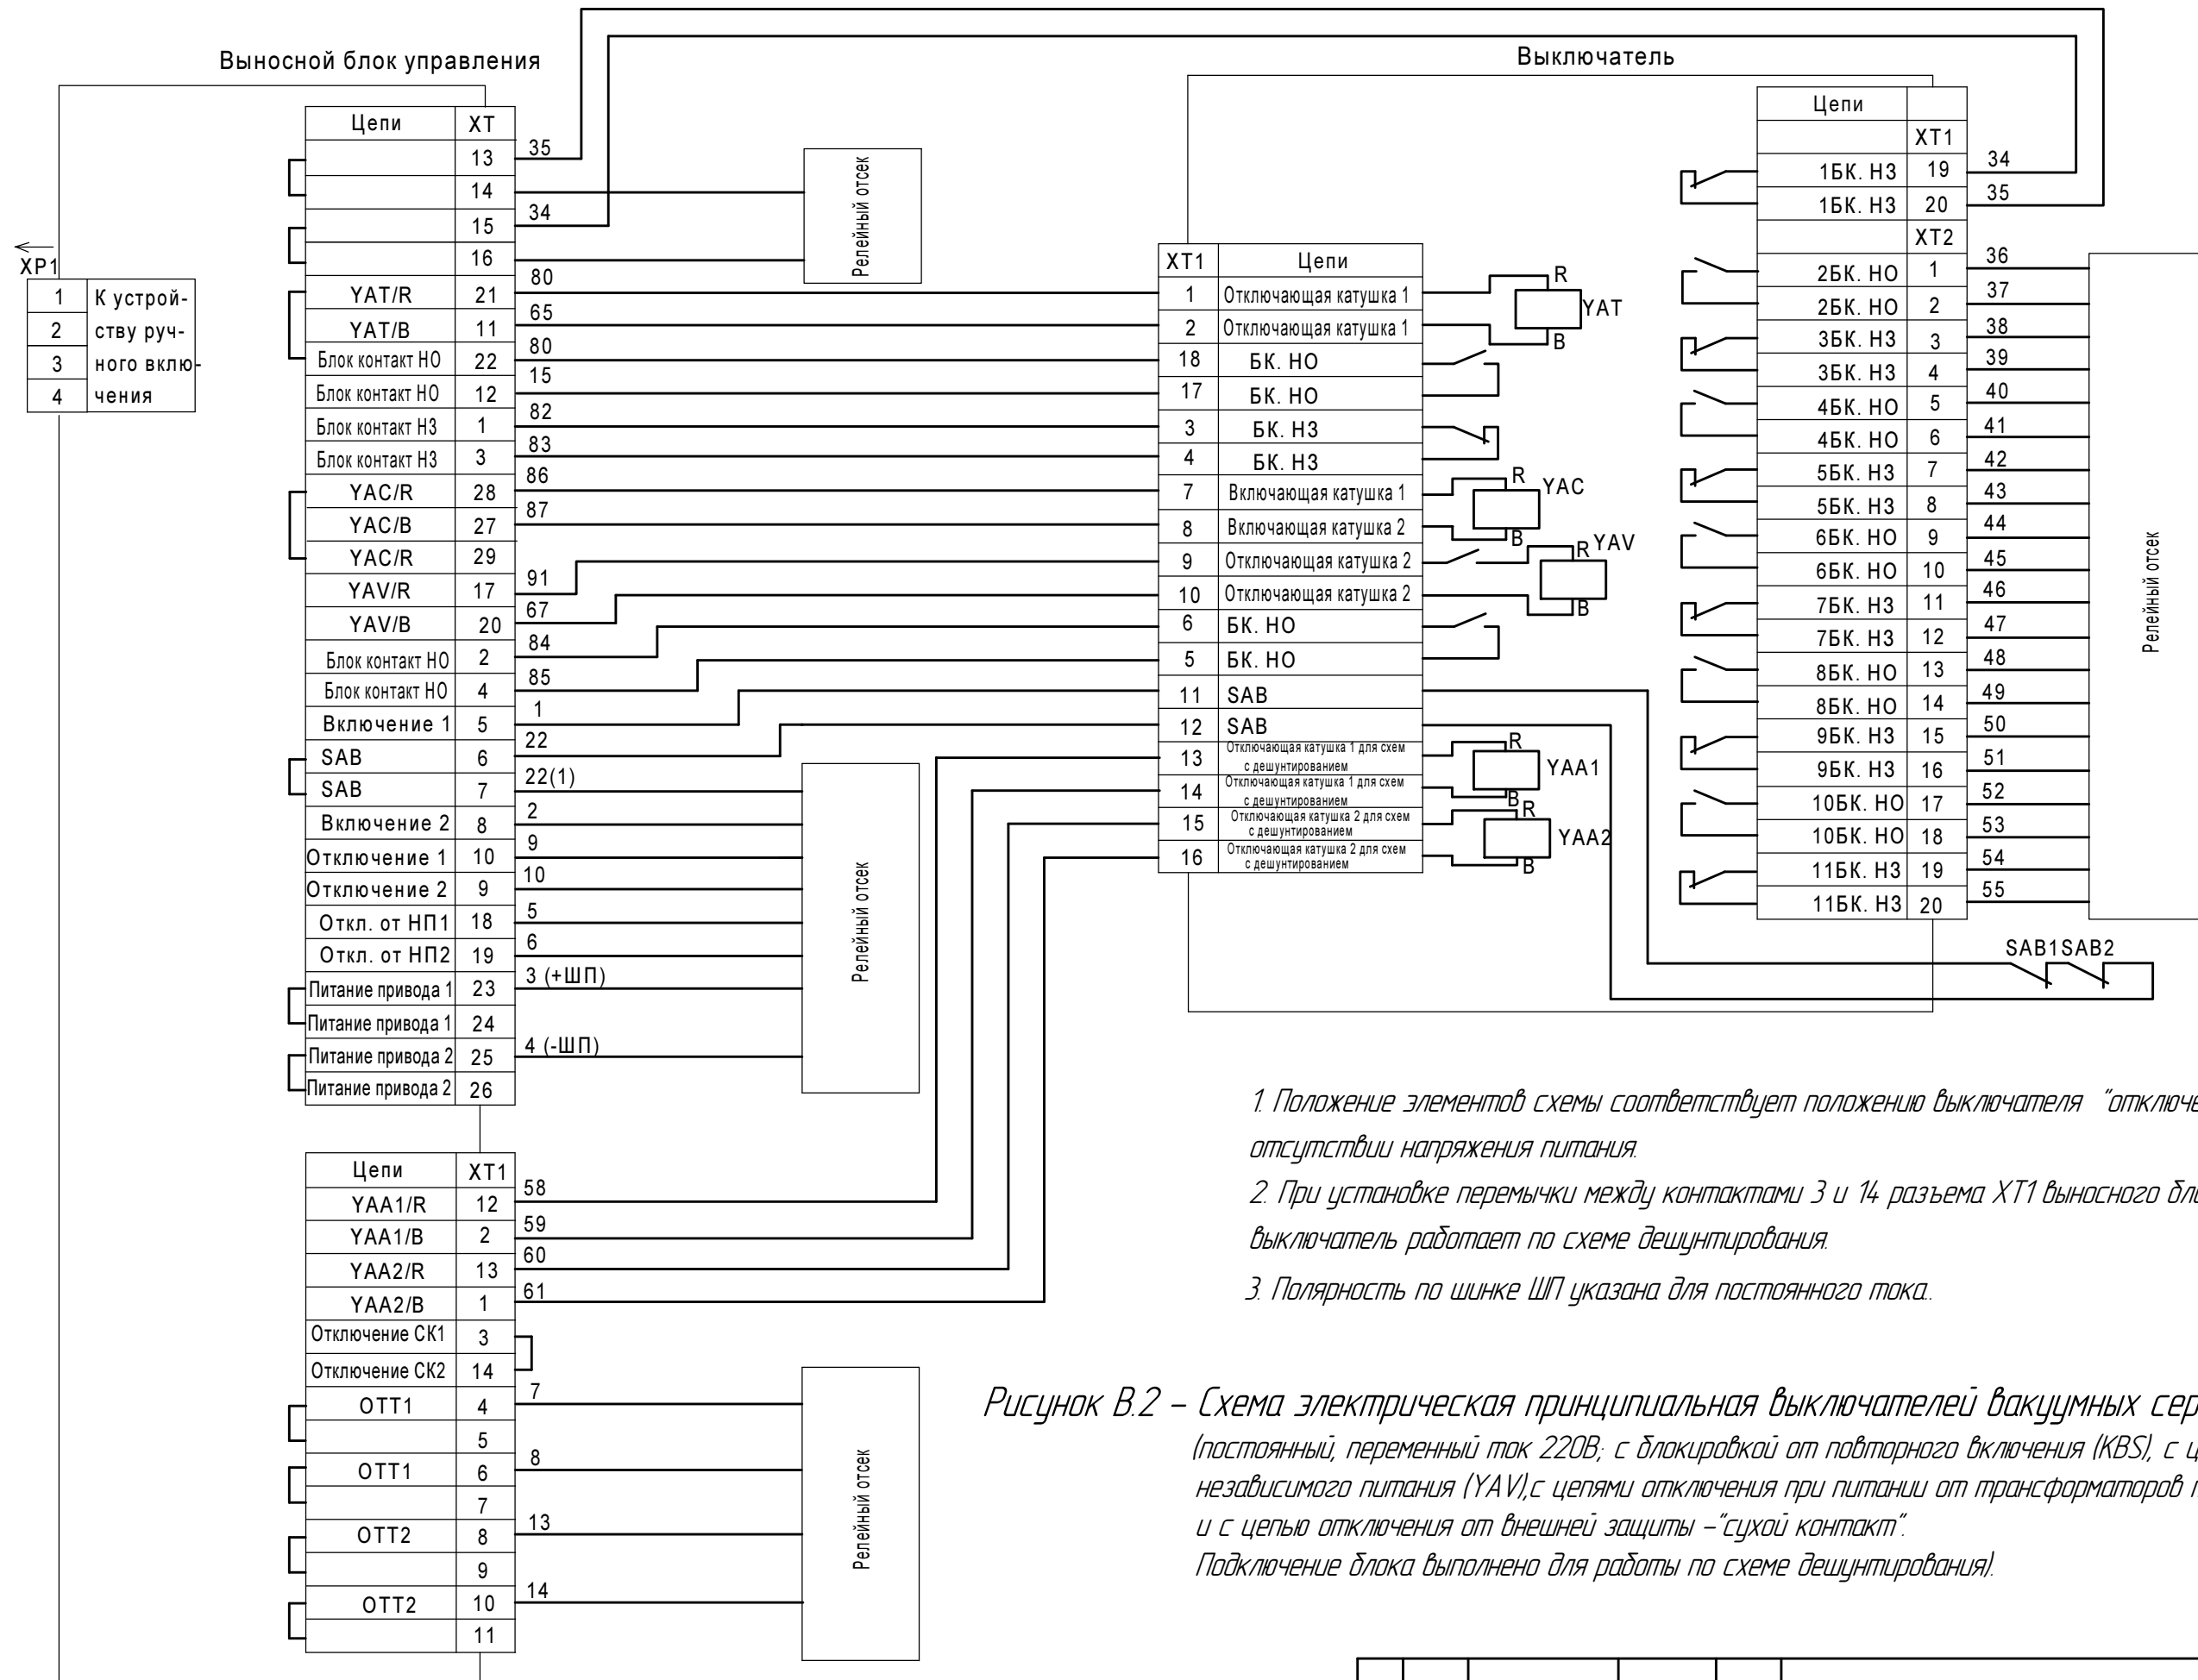 Выносной блок управления
Выключатель
Цепи XT
13 35
14
15 34
16
YAT/R 21 80
YAT/B 11 65
Блок контакт НО 22 80
Блок контакт НО 12 15
Блок контакт НЗ 1 82
Блок контакт НЗ 3 83
YAC/R 28 86
YAC/B 27 87
YAC/R 29
YAV/R 17 91
YAV/B 20 67
Блок контакт НО 2 84
Блок контакт НО 4 85
Включение 1 5 1
SAB 6 22
SAB 7 22(1)
Включение 2 8 2
Отключение 1 10 9
Отключение 2 9 10
Откл. от НП1 18 5
Откл. от НП2 19 6
Питание привода 1 23 3 (+ШП)
Питание привода 1 24
Питание привода 2 25 4 (-ШП)
Питание привода 2 26
XP1
1 К устрой-
2 ству руч-
3 ного вклю-
4 чения
Релейный отсек
Релейный отсек
Цепи XT1
YAA1/R 12 58
YAA1/B 2 59
YAA2/R 13 60
YAA2/B 1 61
Отключение СК1 3
Отключение СК2 14
ОТТ1 4 7
5
ОТТ1 6 8
7
ОТТ2 8 13
9
ОТТ2 10 14
11
Релейный отсек
XT1 Цепи
1 Отключающая катушка 1 R
YAT
2 Отключающая катушка 1 B
18 БК. НО
17 БК. НО
3 БК. НЗ
4 БК. НЗ
7 Включающая катушка 1 R YAC
8 Включающая катушка 2 B
9 Отключающая катушка 2 R YAV
10 Отключающая катушка 2 B
6 БК. НО
5 БК. НО
11 SAB
12 SAB
13 Отключающая катушка 1 для схем
с дешунтированием
R
YAA1
14 Отключающая катушка 1 для схем
с дешунтированием
B
15 Отключающая катушка 2 для схем
с дешунтированием
R
YAA2
16 Отключающая катушка 2 для схем
с дешунтированием
B
Цепи
XT1
1БК. НЗ 19 34
1БК. НЗ 20 35
XT2
2БК. НО 1 36
2БК. НО 2 37
3БК. НЗ 3 38
3БК. НЗ 4 39
4БК. НО 5 40
4БК. НО 6 41
5БК. НЗ 7 42
5БК. НЗ 8 43
6БК. НО 9 44
6БК. НО 10 45
7БК. НЗ 11 46
7БК. НЗ 12 47
8БК. НО 13 48
8БК. НО 14 49
9БК. НЗ 15 50
9БК. НЗ 16 51
10БК. НО 17 52
10БК. НО 18 53
11БК. НЗ 19 54
11БК. НЗ 20 55
Релейный отсек
SAB1SAB2
1. Положение элементов схемы соответствует положению выключателя "отключе
отсутствии напряжения питания.
2. При установке перемычки между контактами 3 и 14 разъема XT1 выносного бло
выключатель работает по схеме дешунтирования.
3. Полярность по шинке ШП указана для постоянного тока..
Рисунок В.2 – Схема электрическая принципиальная выключателей вакуумных сер
(постоянный, переменный ток 220В; с блокировкой от повторного включения (KBS), с ц
независимого питания (YAV),с цепями отключения при питании от трансформаторов
и с цепью отключения от внешней защиты –"сухой контакт".
Подключение блока выполнено для работы по схеме дешунтирования).